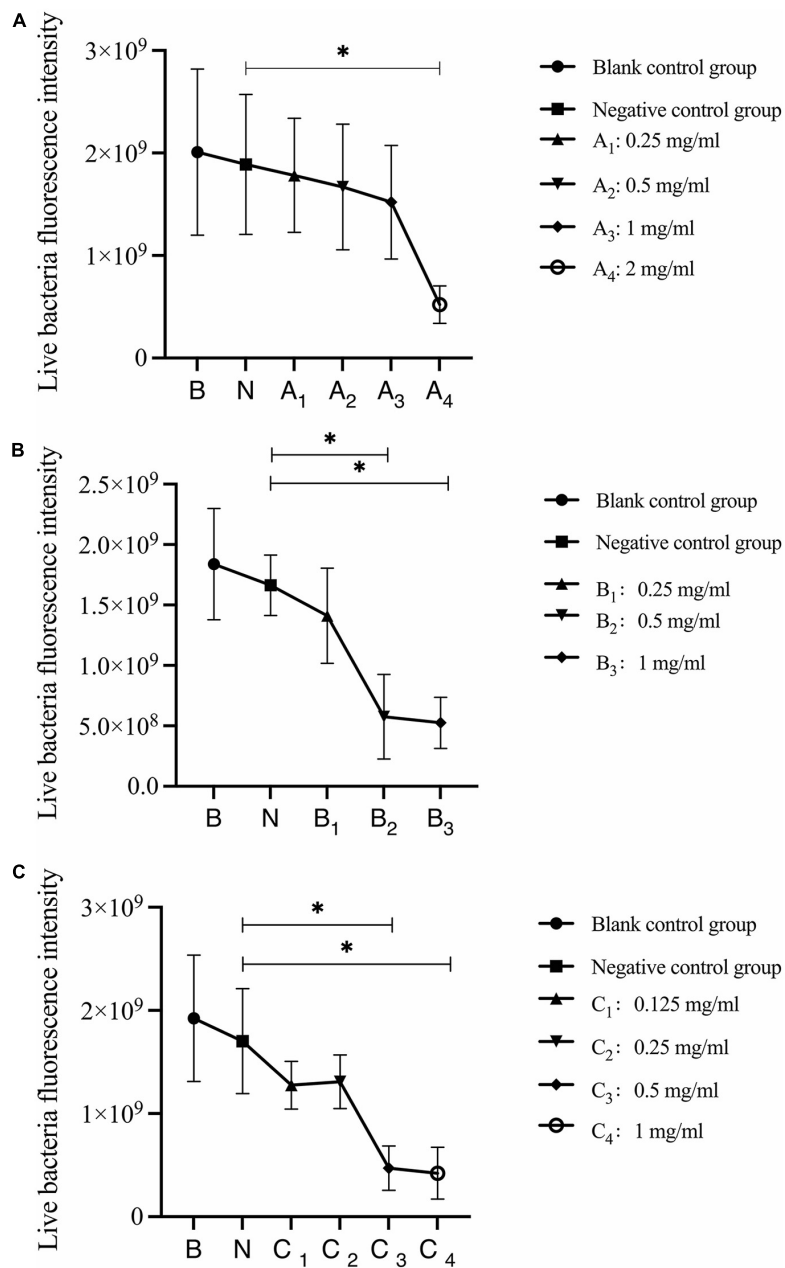 A
Live bacteria fluorescence intensity
3×10⁹
2×10⁹
1×10⁹
0
*
B N A₁ A₂ A₃ A₄
Blank control group
Negative control group
A₁: 0.25 mg/ml
A₂: 0.5 mg/ml
A₃: 1 mg/ml
A₄: 2 mg/ml
B
Live bacteria fluorescence intensity
2.5×10⁹
2.0×10⁹
1.5×10⁹
1.0×10⁹
5.0×10⁸
0.0
*
*
B N B₁ B₂ B₃
Blank control group
Negative control group
B₁: 0.25 mg/ml
B₂: 0.5 mg/ml
B₃: 1 mg/ml
C
Live bacteria fluorescence intensity
3×10⁹
2×10⁹
1×10⁹
0
*
*
B N C₁ C₂ C₃ C₄
Blank control group
Negative control group
C₁: 0.125 mg/ml
C₂: 0.25 mg/ml
C₃: 0.5 mg/ml
C₄: 1 mg/ml